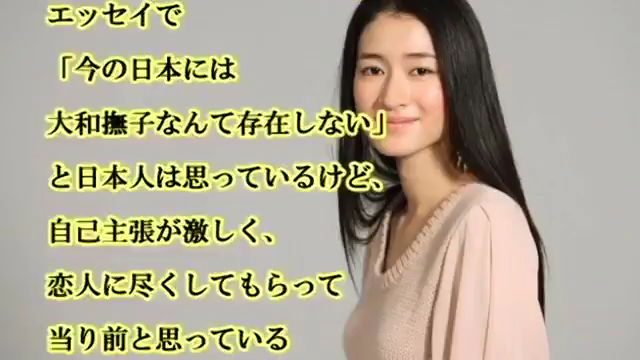 エッセイで
「今の日本には
大和撫子なんて存在しない」
と日本人は思っているけど、
自己主張が激しく、
恋人に尽くしてもらって
当り前と思っている